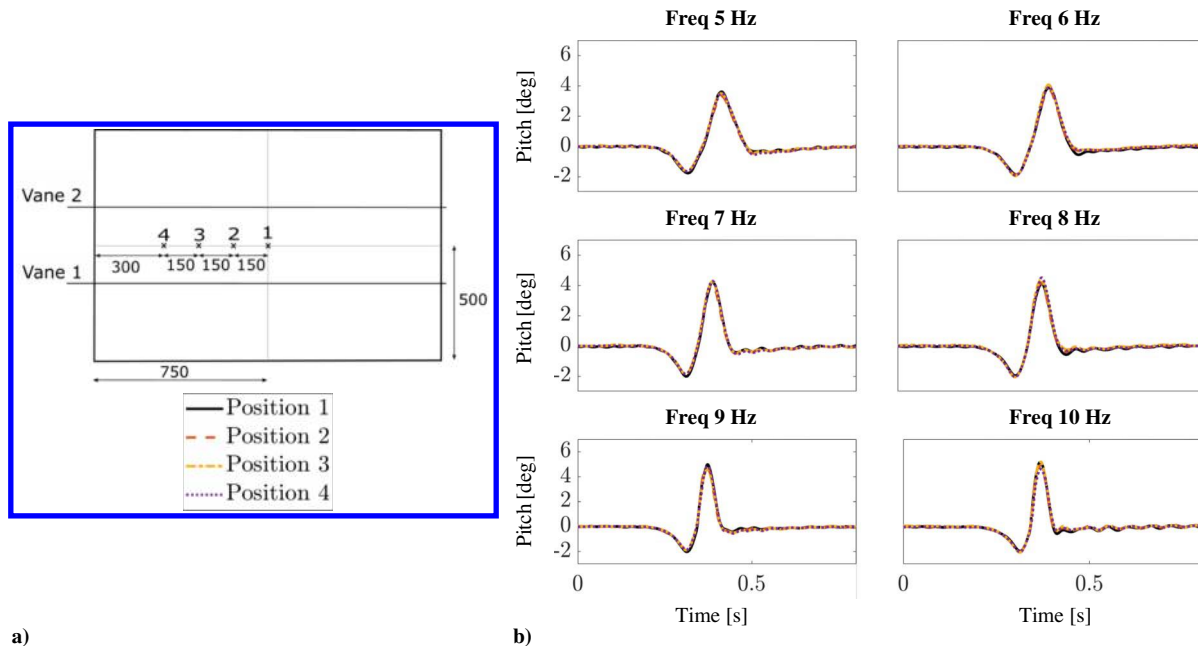 Vane 2
4 3 2 1
300 150 150 150
Vane 1
500
750
Position 1
Position 2
Position 3
Position 4
a)
Freq 5 Hz
Freq 6 Hz
Pitch [deg]
6
4
2
0
-2
Freq 7 Hz
Freq 8 Hz
Pitch [deg]
6
4
2
0
-2
Freq 9 Hz
Freq 10 Hz
Pitch [deg]
6
4
2
0
-2
0 0.5
0 0.5
Time [s]
Time [s]
b)